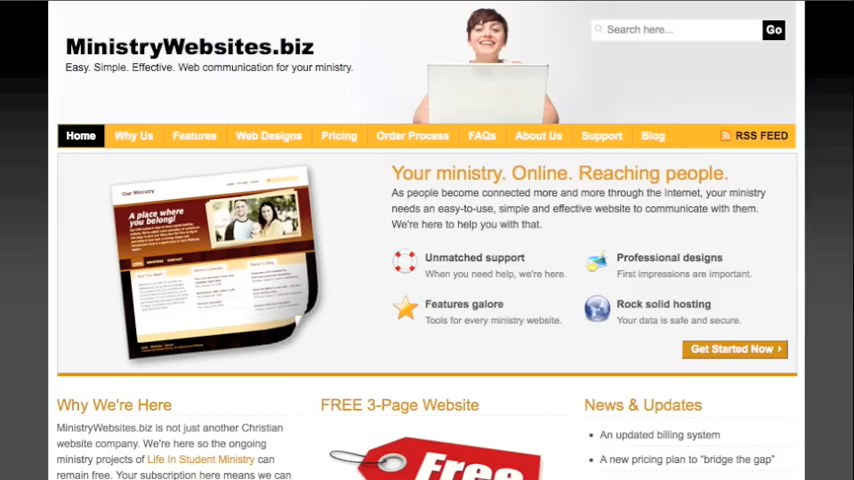 MinistryWebsites.biz
Easy. Simple. Effective. Web communication for your ministry.
Search here...
Go
Home
Why Us
Features
Web Designs
Pricing
Order Process
FAQs
About Us
Support
Blog
RSS FEED
Our Ministry
A place where
you belong!
Your ministry. Online. Reaching people.
As people become connected more and more through the Internet, your ministry
needs an easy-to-use, simple and effective website to communicate with them.
We're here to help you with that.
Unmatched support
When you need help, we're here.
Professional designs
First impressions are important.
Features galore
Tools for every ministry website.
Rock solid hosting
Your data is safe and secure.
Get Started Now
Why We're Here
MinistryWebsites.biz is not just another Christian
website company. We're here so the ongoing
ministry projects of Life In Student Ministry can
remain free. Your subscription here means we can
FREE 3-Page Website
Free
News & Updates
An updated billing system
A new pricing plan to "bridge the gap"